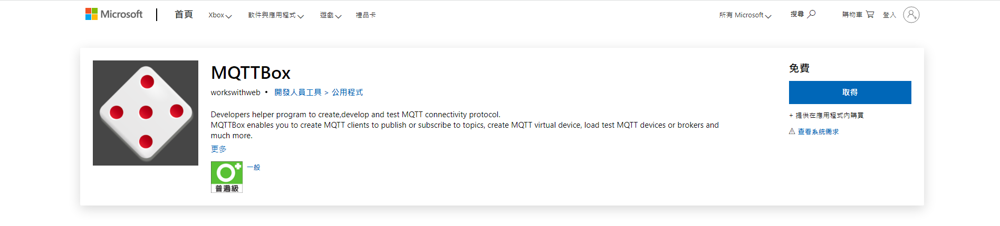 Microsoft
首頁
Xbox
軟件與應用程式
遊戲
禮品卡
所有 Microsoft
搜尋
購物車
登入
MQTTBox
workswithweb • 開發人員工具 > 公用程式
Developers helper program to create,develop and test MQTT connectivity protocol.
MQTTBox enables you to create MQTT clients to publish or subscribe to topics, create MQTT virtual device, load test MQTT devices or brokers and
much more.
更多
普遍級
一般
免費
取得
+ 提供在應用程式內購買
查看系統需求